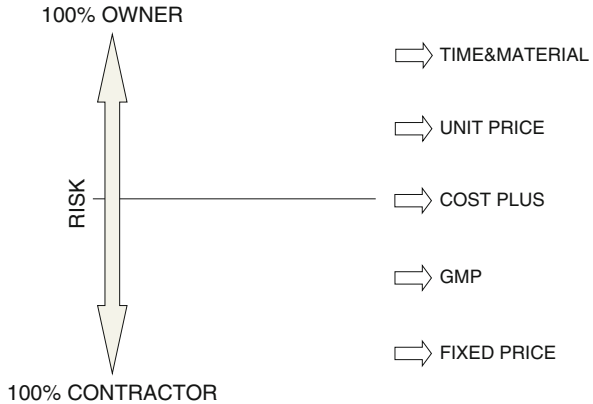 100% OWNER
TIME&MATERIAL
UNIT PRICE
RISK
COST PLUS
GMP
FIXED PRICE
100% CONTRACTOR